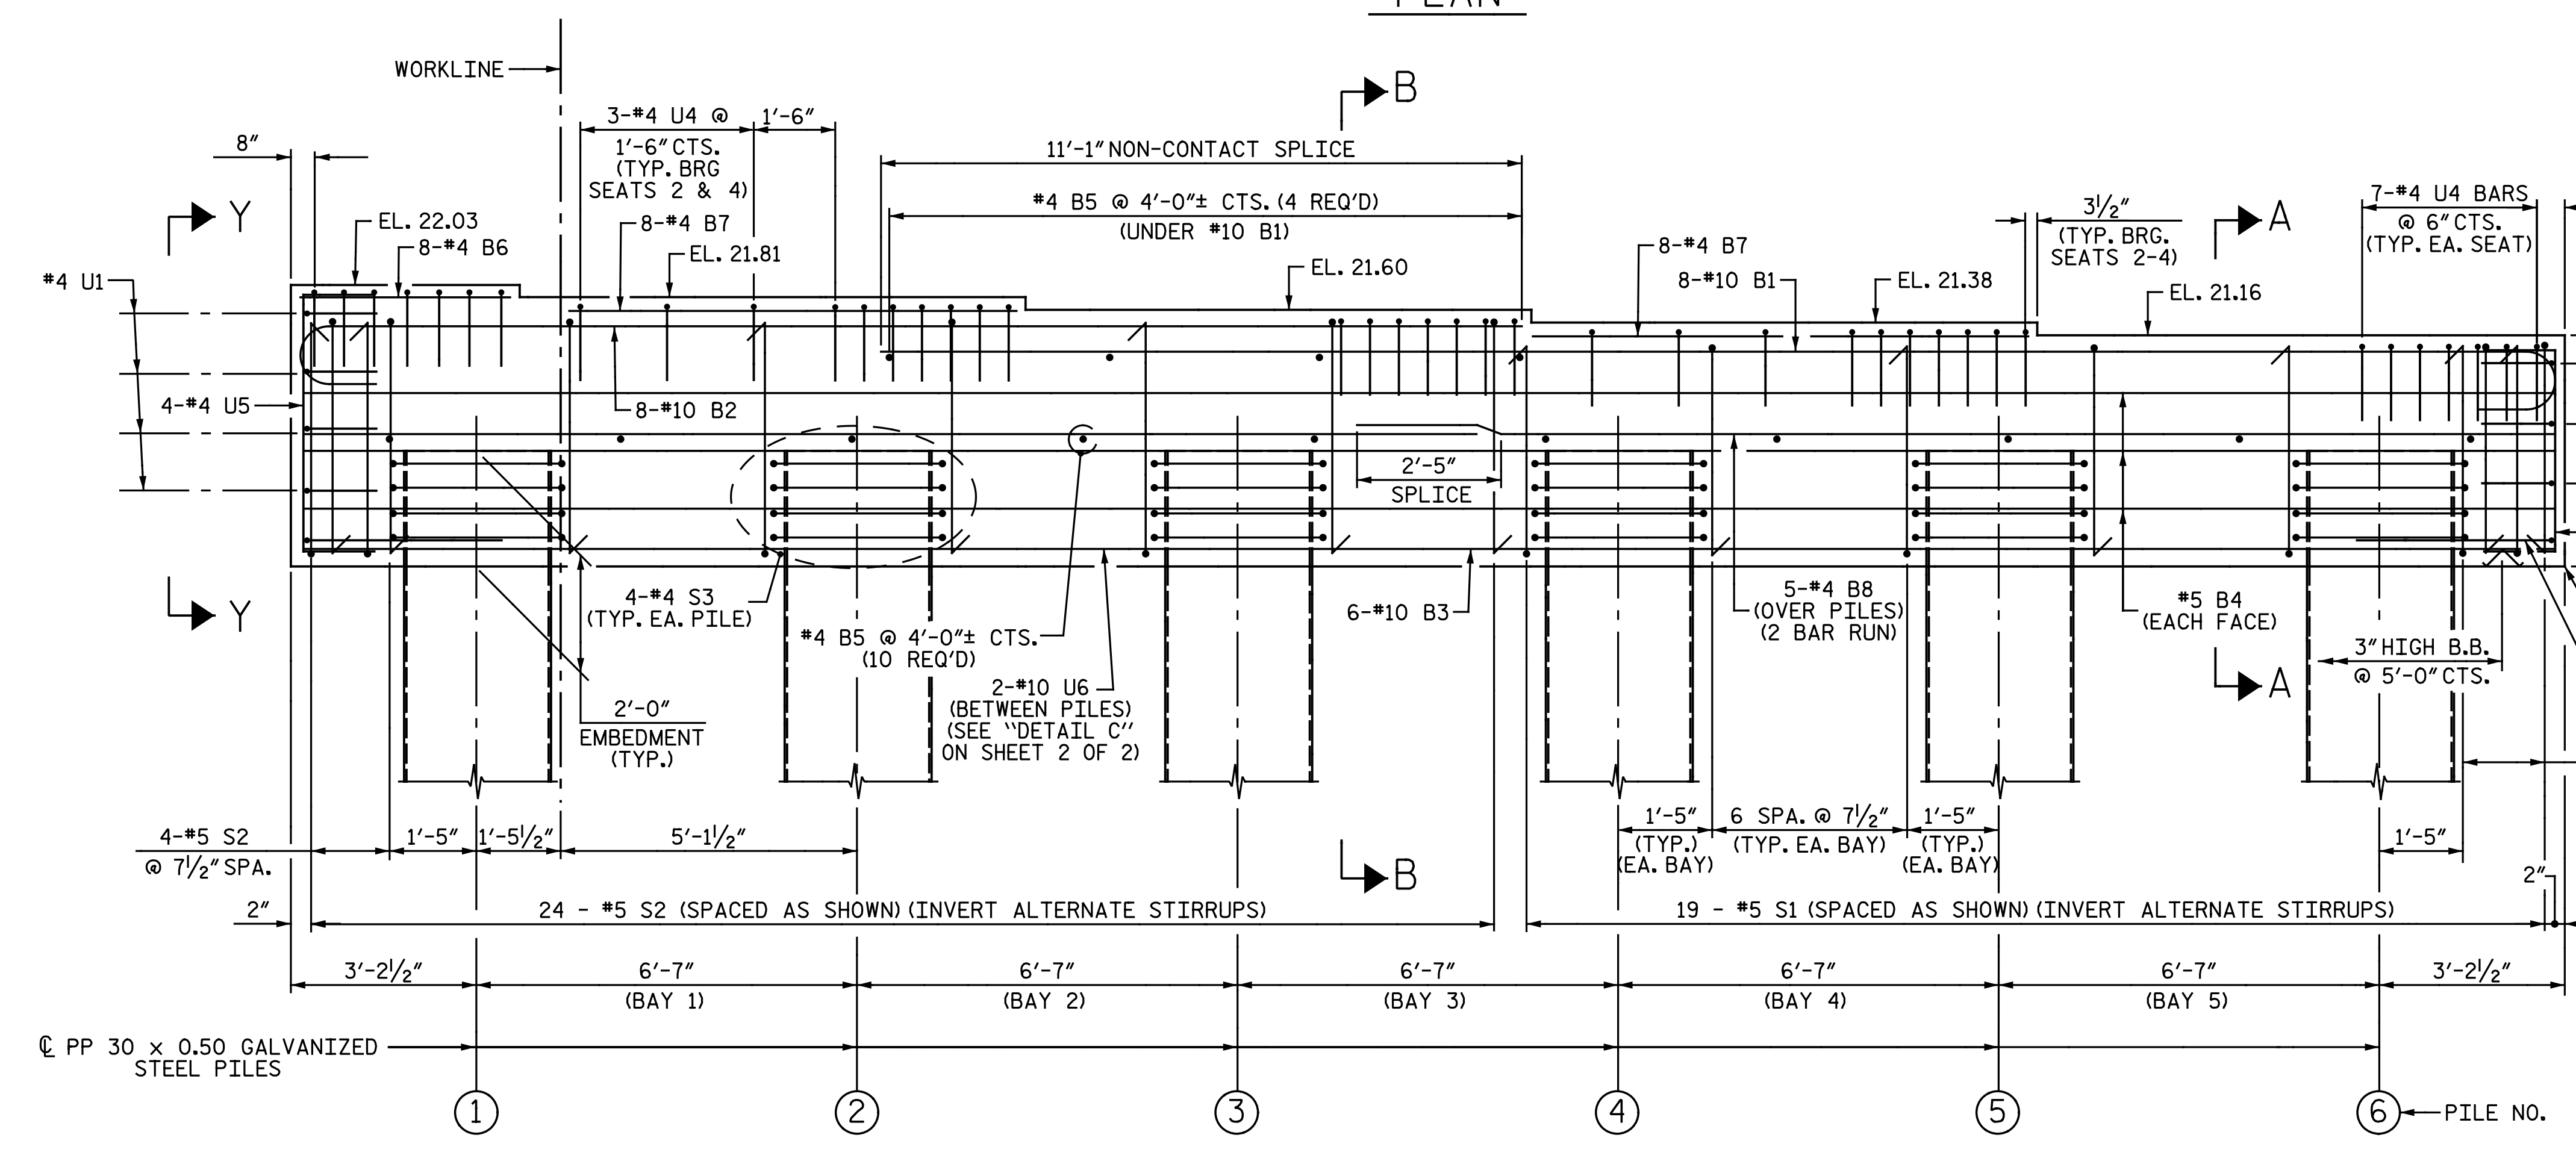 PLAN
WORKLINE
B
3-#4 U4 @
1'-6" CTS.
(TYP. BRG
SEATS 2 & 4)
1'-6"
8"
11'-1" NON-CONTACT SPLICE
#4 B5 @ 4'-0"± CTS. (4 REQ'D)
(UNDER #10 B1)
3½"
(TYP. BRG.
SEATS 2-4)
7-#4 U4 BARS
@ 6" CTS.
(TYP. EA. SEAT)
Y
A
EL. 22.03
8-#4 B6
8-#4 B7
EL. 21.81
EL. 21.60
8-#4 B7
8-#10 B1
EL. 21.38
EL. 21.16
#4 U1
4-#4 U5
8-#10 B2
2'-5"
SPLICE
4-#4 S3
(TYP. EA. PILE)
#4 B5 @ 4'-0"± CTS.
(10 REQ'D)
6-#10 B3
5-#4 B8
(OVER PILES)
(2 BAR RUN)
#5 B4
(EACH FACE)
Y
A
3" HIGH B.B.
@ 5'-0" CTS.
2'-0"
EMBEDMENT
(TYP.)
2-#10 U6
(BETWEEN PILES)
(SEE "DETAIL C"
ON SHEET 2 OF 2)
4-#5 S2
@ 7½" SPA.
1'-5"
1'-5½"
5'-1½"
B
1'-5"
(TYP.)
(EA. BAY)
6 SPA. @ 7½"
(TYP. EA. BAY)
1'-5"
(TYP.)
(EA. BAY)
1'-5"
2"
2"
24 - #5 S2 (SPACED AS SHOWN) (INVERT ALTERNATE STIRRUPS)
19 - #5 S1 (SPACED AS SHOWN) (INVERT ALTERNATE STIRRUPS)
3'-2½"
6'-7"
(BAY 1)
6'-7"
(BAY 2)
6'-7"
(BAY 3)
6'-7"
(BAY 4)
6'-7"
(BAY 5)
3'-2½"
℄ PP 30 x 0.50 GALVANIZED
STEEL PILES
1
2
3
4
5
6
PILE NO.